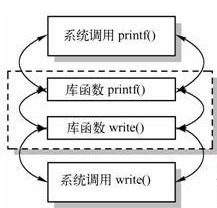 系统调用 printf()
库函数 printf()
库函数 write()
系统调用 write()